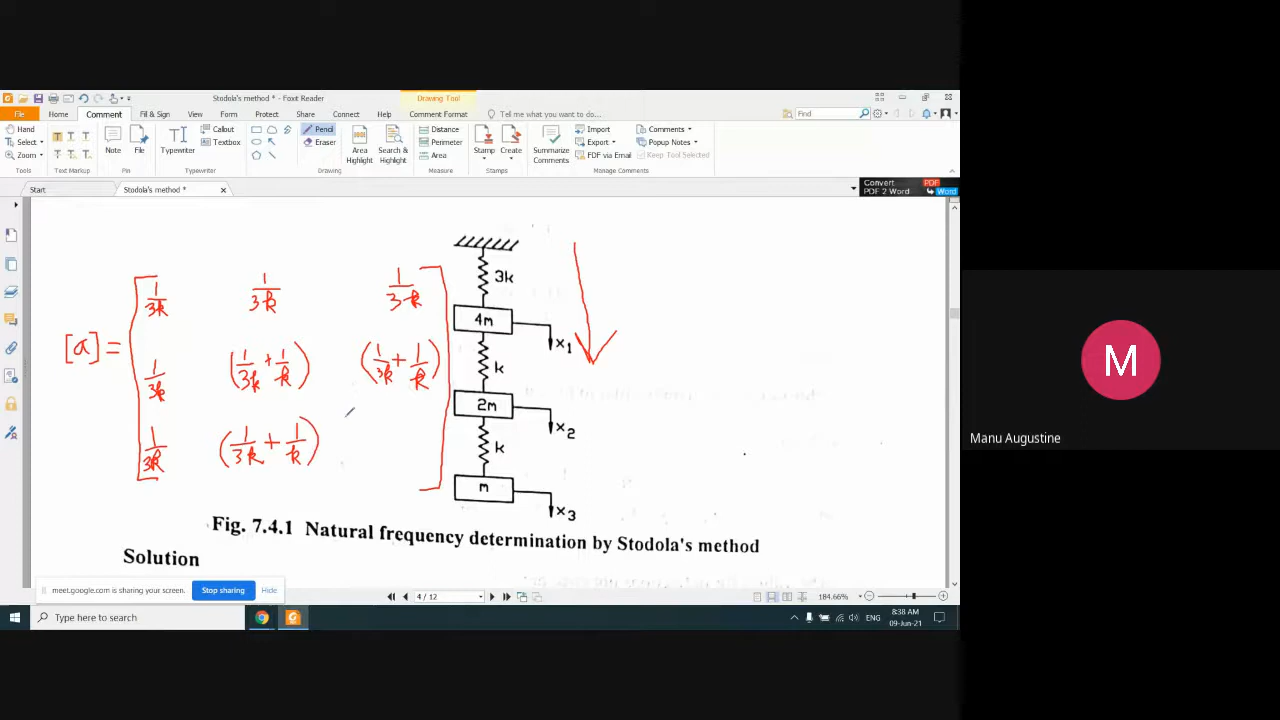 Stodola's method * - Foxit Reader
Drawing Tool
File
Home
Comment
Fill & Sign
View
Form
Protect
Share
Connect
Help
Comment Format
Tell me what you want to do...
Find
Hand
Select
Zoom
Tools
Text Markup
Note
File
Pin
Typewriter
Callout
Textbox
Typewriter
Pencil
Eraser
Drawing
Area Highlight
Search & Highlight
Distance
Perimeter
Area
Measure
Stamp
Create
Stamps
Summarize Comments
Import
Export
FDF via Email
Comments
Popup Notes
Keep Tool Selected
Manage Comments
Start
Stodola's method *
Convert PDF
PDF 2 Word Word
[a] =
1/3k 1/3k 1/3k
1/3k (1/3k + 1/k) (1/3k + 1/k)
1/3k (1/3k + 1/k)
3k
4m
x1
k
2m
x2
k
m
x3
Fig. 7.4.1 Natural frequency determination by Stodola's method
Solution
meet.google.com is sharing your screen.
Stop sharing
Hide
4 / 12
184.66%
Type here to search
ENG
8:38 AM
09-Jun-21
M
Manu Augustine